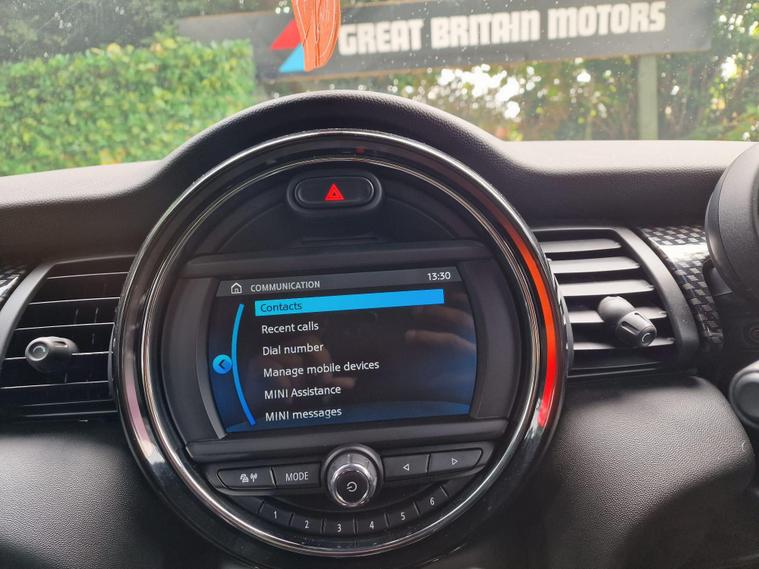 GREAT BRITAIN MOTORS
COMMUNICATION 13:30
Contacts
Recent calls
Dial number
Manage mobile devices
MINI Assistance
MINI messages
MODE
1 2 3 4 5 6